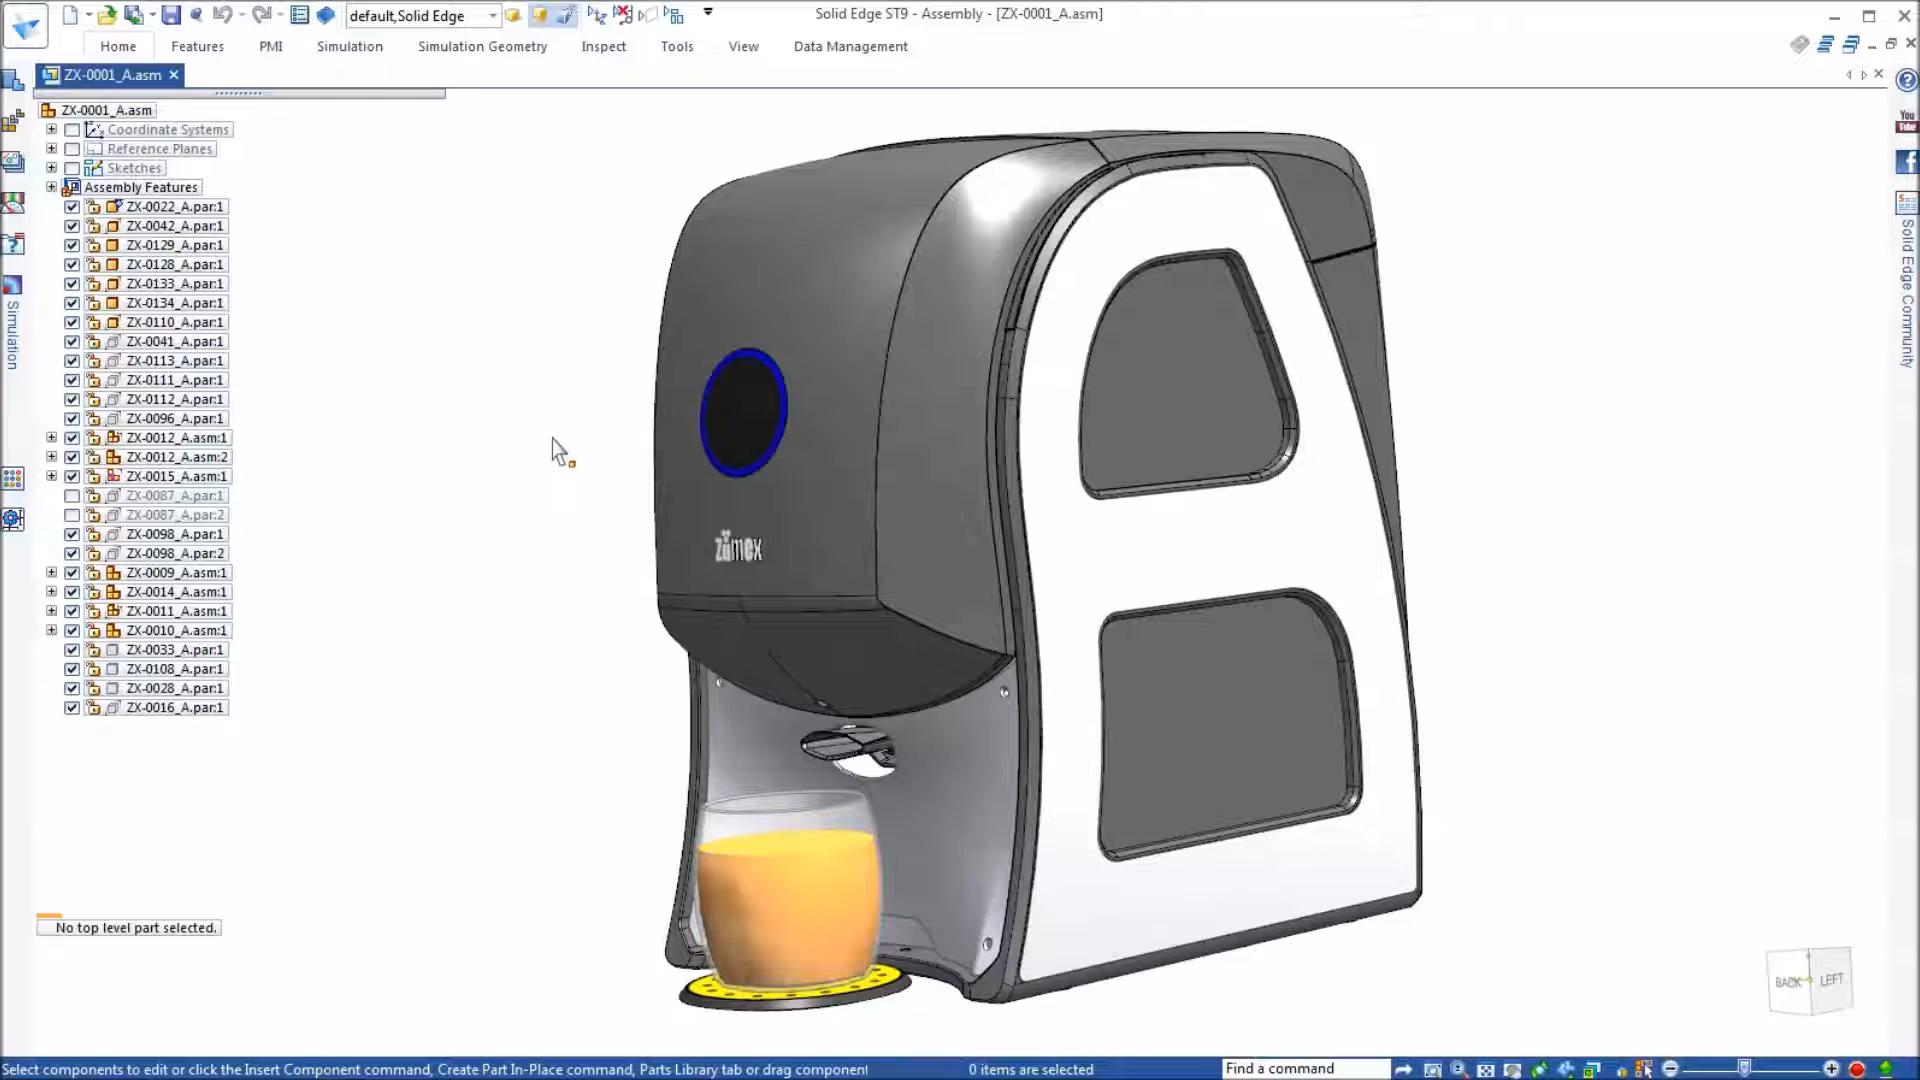 default,Solid Edge
Solid Edge ST9 - Assembly - [ZX-0001_A.asm]
Home Features PMI Simulation Simulation Geometry Inspect Tools View Data Management
ZX-0001_A.asm
You
Tube
ZX-0001_A.asm
Coordinate Systems
Reference Planes
Sketches
Assembly Features
ZX-0022_A.par:1
ZX-0042_A.par:1
ZX-0129_A.par:1
ZX-0128_A.par:1
ZX-0133_A.par:1
ZX-0134_A.par:1
ZX-0110_A.par:1
ZX-0041_A.par:1
ZX-0113_A.par:1
ZX-0111_A.par:1
ZX-0112_A.par:1
ZX-0096_A.par:1
ZX-0012_A.asm:1
ZX-0012_A.asm:2
ZX-0015_A.asm:1
ZX-0087_A.par:1
ZX-0087_A.par:2
ZX-0098_A.par:1
ZX-0098_A.par:2
ZX-0009_A.asm:1
ZX-0014_A.asm:1
ZX-0011_A.asm:1
ZX-0010_A.asm:1
ZX-0033_A.par:1
ZX-0108_A.par:1
ZX-0028_A.par:1
ZX-0016_A.par:1
Simulation
Solid Edge Community
zümex
No top level part selected.
BACK LEFT
Select components to edit or click the Insert Component command, Create Part In-Place command, Parts Library tab or drag component
0 items are selected
Find a command